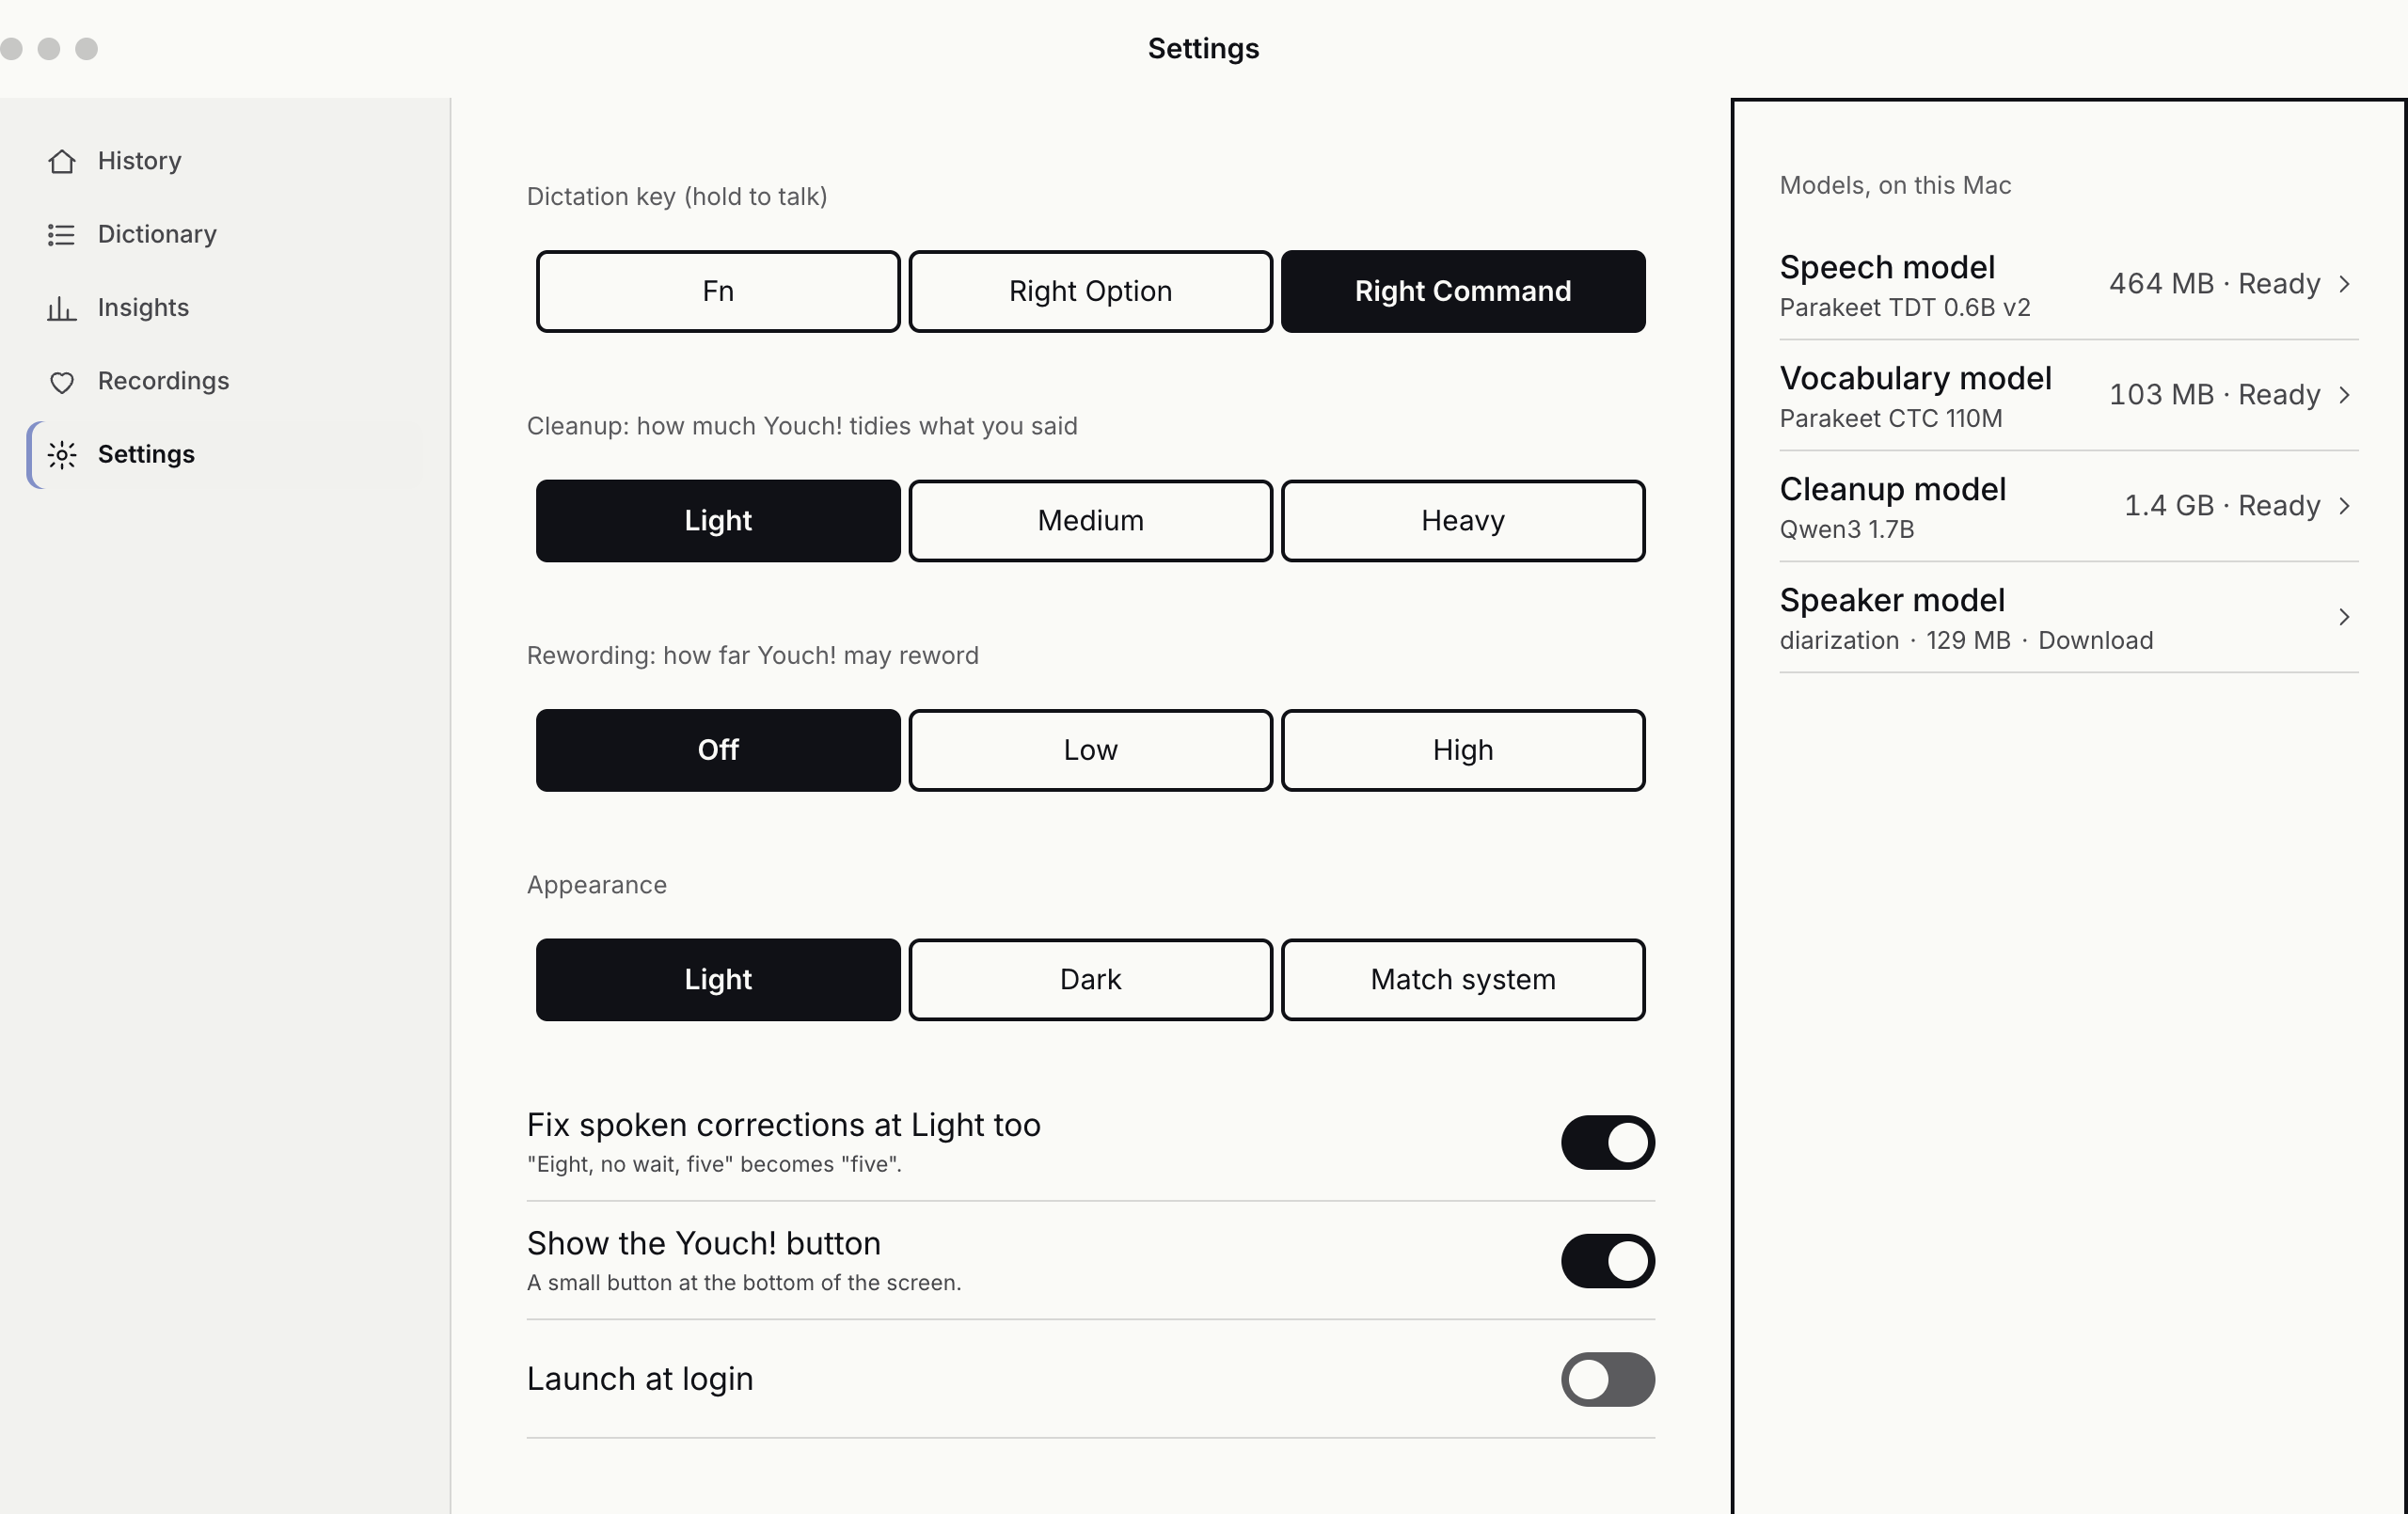 Settings
History
Dictionary
Insights
Recordings
Settings
Dictation key (hold to talk)
Fn
Right Option
Right Command
Cleanup: how much Youch! tidies what you said
Light
Medium
Heavy
Rewording: how far Youch! may reword
Off
Low
High
Appearance
Light
Dark
Match system
Fix spoken corrections at Light too
"Eight, no wait, five" becomes "five".
Show the Youch! button
A small button at the bottom of the screen.
Launch at login
Models, on this Mac
Speech model
Parakeet TDT 0.6B v2
464 MB · Ready
Vocabulary model
Parakeet CTC 110M
103 MB · Ready
Cleanup model
Qwen3 1.7B
1.4 GB · Ready
Speaker model
diarization · 129 MB · Download